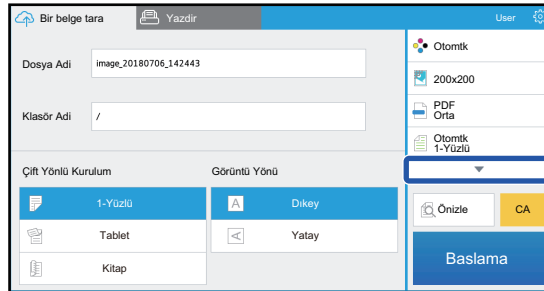 Bir belge tara
Yazdir
User
Dosya Adi
image_20180706_142443
Klasör Adi
/
Çift Yönlü Kurulum
Görüntü Yönü
1-Yüzlü
Tablet
Kitap
A
Dıkey
A
Yatay
Otomtk
200x200
PDF
Orta
Otomtk
1-Yüzlü
Önizle
CA
Baslama